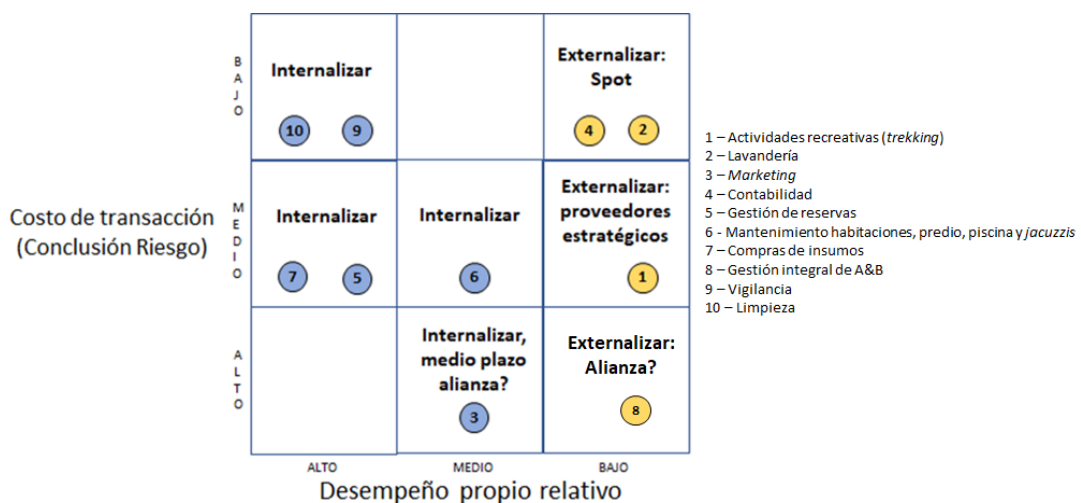 BAJO
Internalizar
10
9
Externalizar:
Spot
4
2
Costo de transacción
(Conclusión Riesgo)
MEDIO
Internalizar
7
5
Internalizar
6
Externalizar:
proveedores
estratégicos
1
ALTO
Internalizar,
medio plazo
alianza?
3
Externalizar:
Alianza?
8
ALTO
MEDIO
BAJO
Desempeño propio relativo
1 – Actividades recreativas (trekking)
2 – Lavandería
3 – Marketing
4 – Contabilidad
5 – Gestión de reservas
6 - Mantenimiento habitaciones, predio, piscina y jacuzzis
7 – Compras de insumos
8 – Gestión integral de A&B
9 – Vigilancia
10 – Limpieza